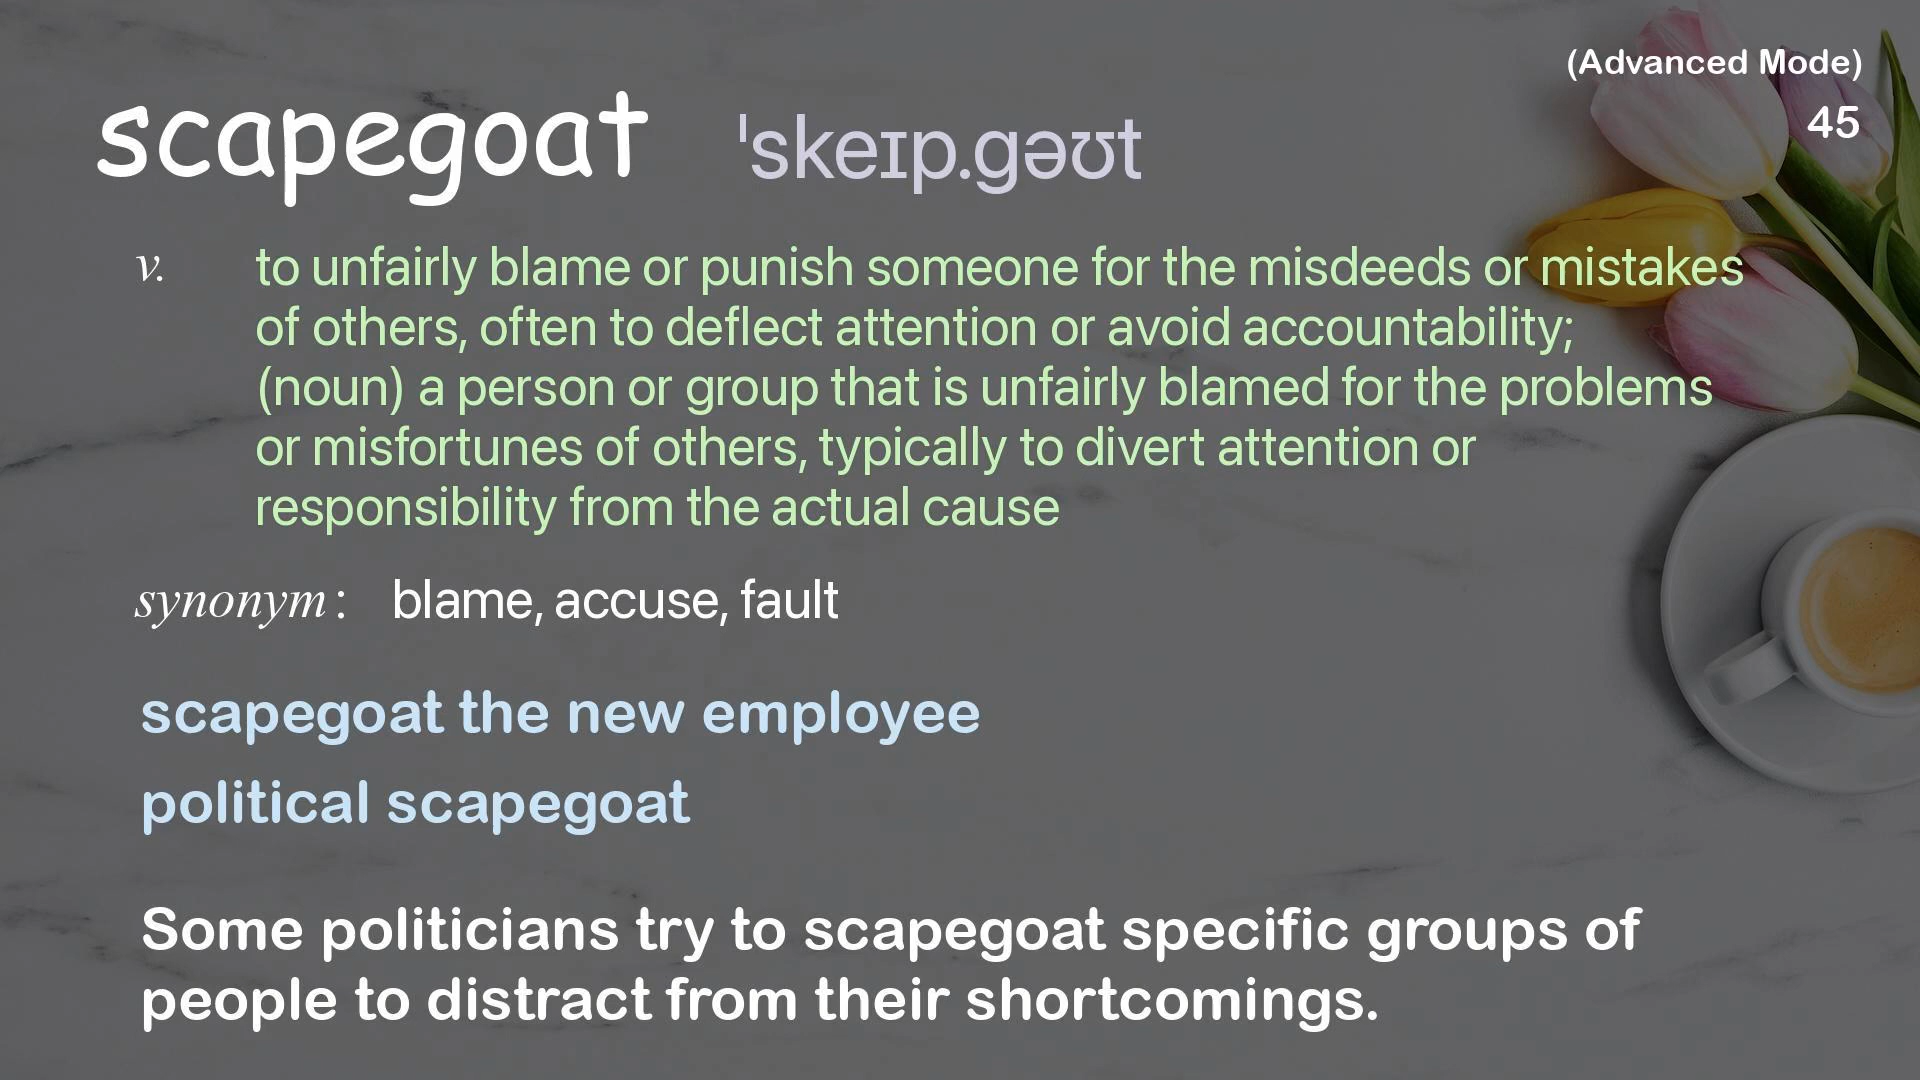 (Advanced Mode)
scapegoat ˈskeɪp.gəʊt
45
v. to unfairly blame or punish someone for the misdeeds or mistakes
of others, often to deflect attention or avoid accountability;
(noun) a person or group that is unfairly blamed for the problems
or misfortunes of others, typically to divert attention or
responsibility from the actual cause
synonym: blame, accuse, fault
scapegoat the new employee
political scapegoat
Some politicians try to scapegoat specific groups of
people to distract from their shortcomings.